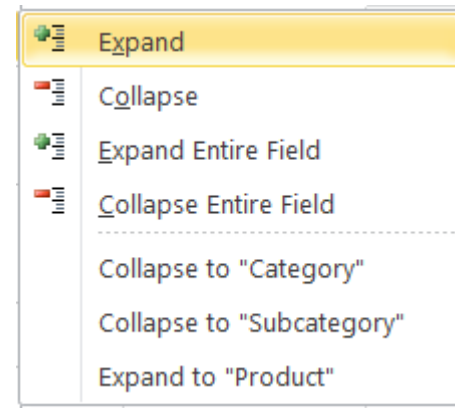 Expand
Collapse
Expand Entire Field
Collapse Entire Field
Collapse to "Category"
Collapse to "Subcategory"
Expand to "Product"